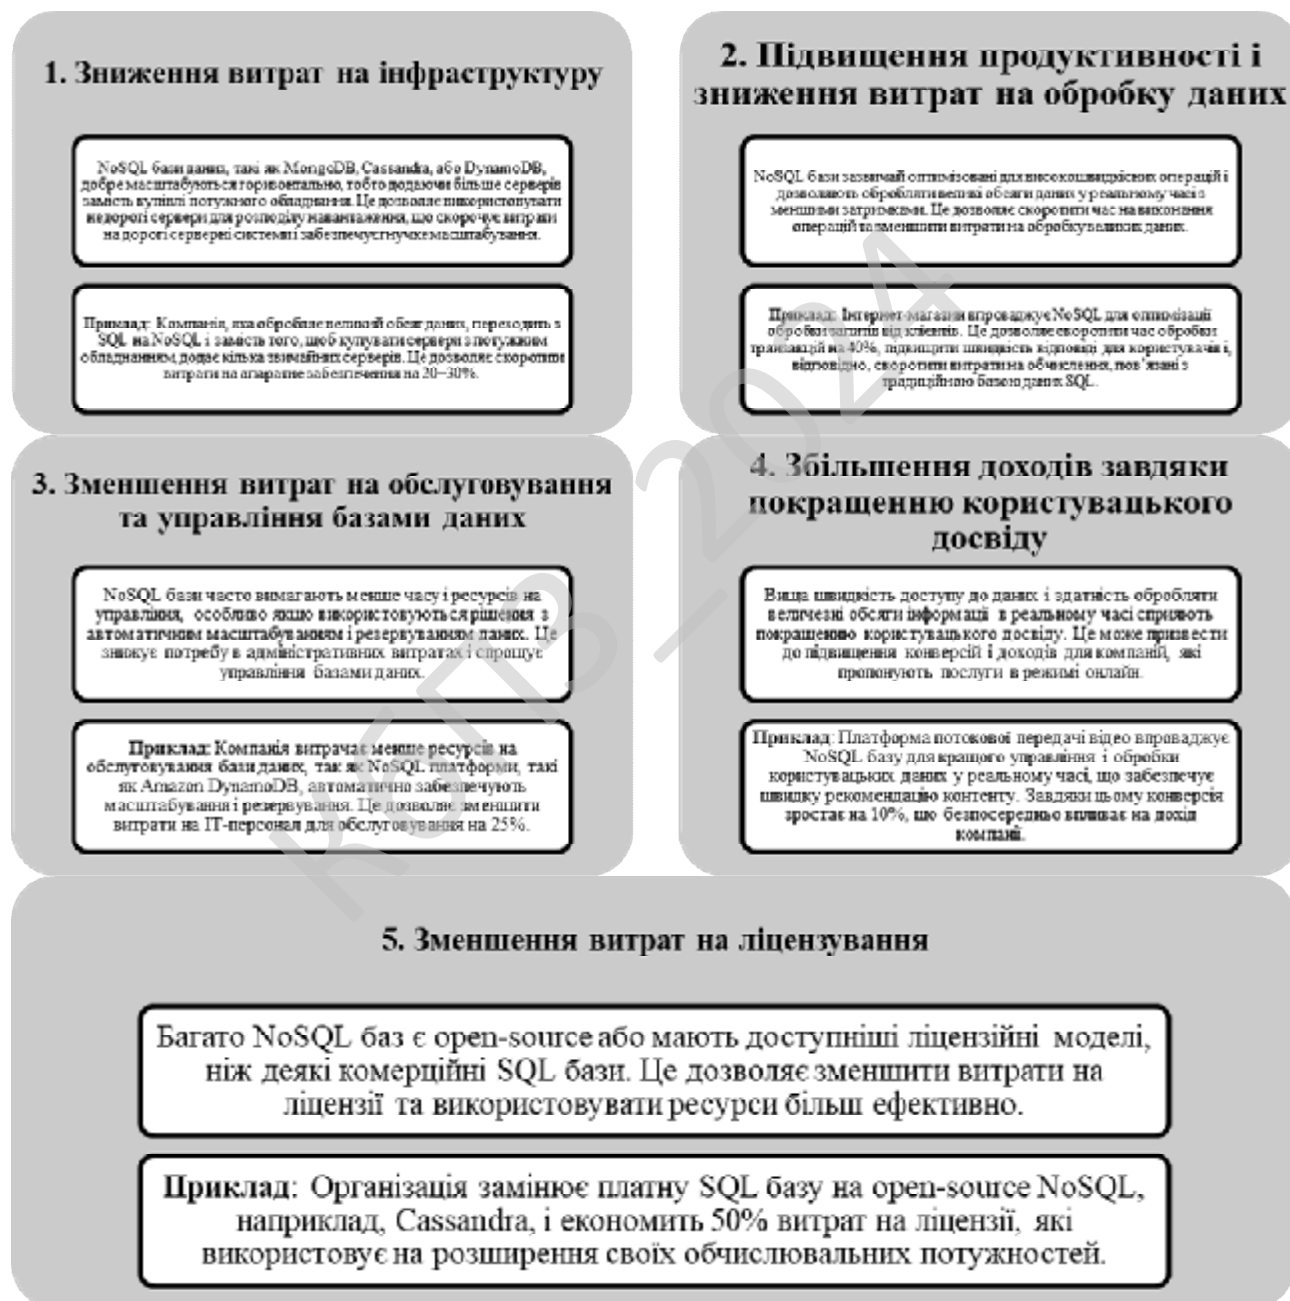 1. Зниження витрат на інфраструктуру
NoSQL бази даних, такі як MongoDB, Cassandra, або DynamoDB,
добре масштабуються горизонтально, тобто додаючи більше серверів
замість купівлі потужного обладнання. Це дозволяє використовувати
недорогі сервери для розподілу навантаження, що скорочує витрати
на дорогі серверні системи і забезпечує гнучке масштабування.
Приклад: Компанія, яка обробляє великий обсяг даних, переходить з
SQL на NoSQL і замість того, щоб купувати сервери з потужним
обладнанням, додає кілька звичайних серверів. Це дозволяє скоротити
витрати на апаратне забезпечення на 20–30%.
2. Підвищення продуктивності і
зниження витрат на обробку даних
NoSQL бази зазвичай оптимізовані для високошвидкісних операцій і
дозволяють обробляти великі обсяги даних у реальному часі з
меншими затримками. Це дозволяє скоротити час на виконання
операцій та зменшити витрати на обробку великих даних.
Приклад: Інтернет-магазин впроваджує NoSQL для оптимізації
обробки запитів від клієнтів. Це дозволяє скоротити час обробки
транзакцій на 40%, підвищити швидкість відповіді для користувачів і,
відповідно, скоротити витрати на обчислення, пов'язані з
традиційною базою даних SQL.
3. Зменшення витрат на обслуговування
та управління базами даних
NoSQL бази часто вимагають менше часу і ресурсів на
управління, особливо якщо використовуються рішення з
автоматичним масштабуванням і резервуванням даних. Це
знижує потребу в адміністративних витратах і спрощує
управління базами даних.
Приклад: Компанія витрачає менше ресурсів на
обслуговування бази даних, так як NoSQL платформи, такі
як Amazon DynamoDB, автоматично забезпечують
масштабування і резервування. Це дозволяє зменшити
витрати на ІТ-персонал для обслуговування на 25%.
4. Збільшення доходів завдяки
покращенню користувацького
досвіду
Вища швидкість доступу до даних і здатність обробляти
величезні обсяги інформації в реальному часі сприяють
покращенню користувацького досвіду. Це може призвести
до підвищення конверсій і доходів для компаній, які
пропонують послуги в режимі онлайн.
Приклад: Платформа потокової передачі відео впроваджує
NoSQL базу для кращого управління і обробки
користувацьких даних у реальному часі, що забезпечує
швидку рекомендацію контенту. Завдяки цьому конверсія
зростає на 10%, що безпосередньо впливає на дохід
компанії.
5. Зменшення витрат на ліцензування
Багато NoSQL баз є open-source або мають доступніші ліцензійні моделі,
ніж деякі комерційні SQL бази. Це дозволяє зменшити витрати на
ліцензії та використовувати ресурси більш ефективно.
Приклад: Організація замінює платну SQL базу на open-source NoSQL,
наприклад, Cassandra, і економить 50% витрат на ліцензії, які
використовує на розширення своїх обчислювальних потужностей.